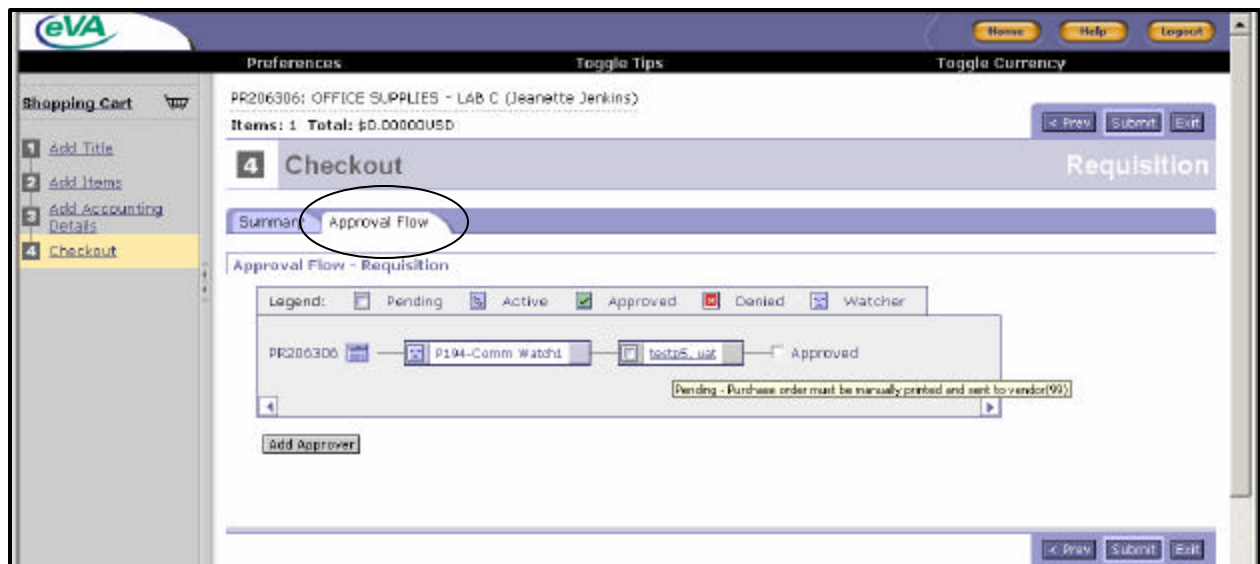 eVA
Home Help Logout
Preferences Toggle Tips Toggle Currency
Shopping Cart
PR206306: OFFICE SUPPLIES - LAB C (Jeanette Jenkins)
Items: 1 Total: $0.00000USD
< Prev Submit Exit
1 Add Title
2 Add Items
3 Add Accounting Details
4 Checkout
4 Checkout Requisition
Summary Approval Flow
Approval Flow - Requisition
Legend: Pending Active Approved Denied Watcher
PR206306 P194-Comm Watch1 testp5, uat Approved
Pending - Purchase order must be manually printed and sent to vendor(99)
Add Approver
< Prev Submit Exit